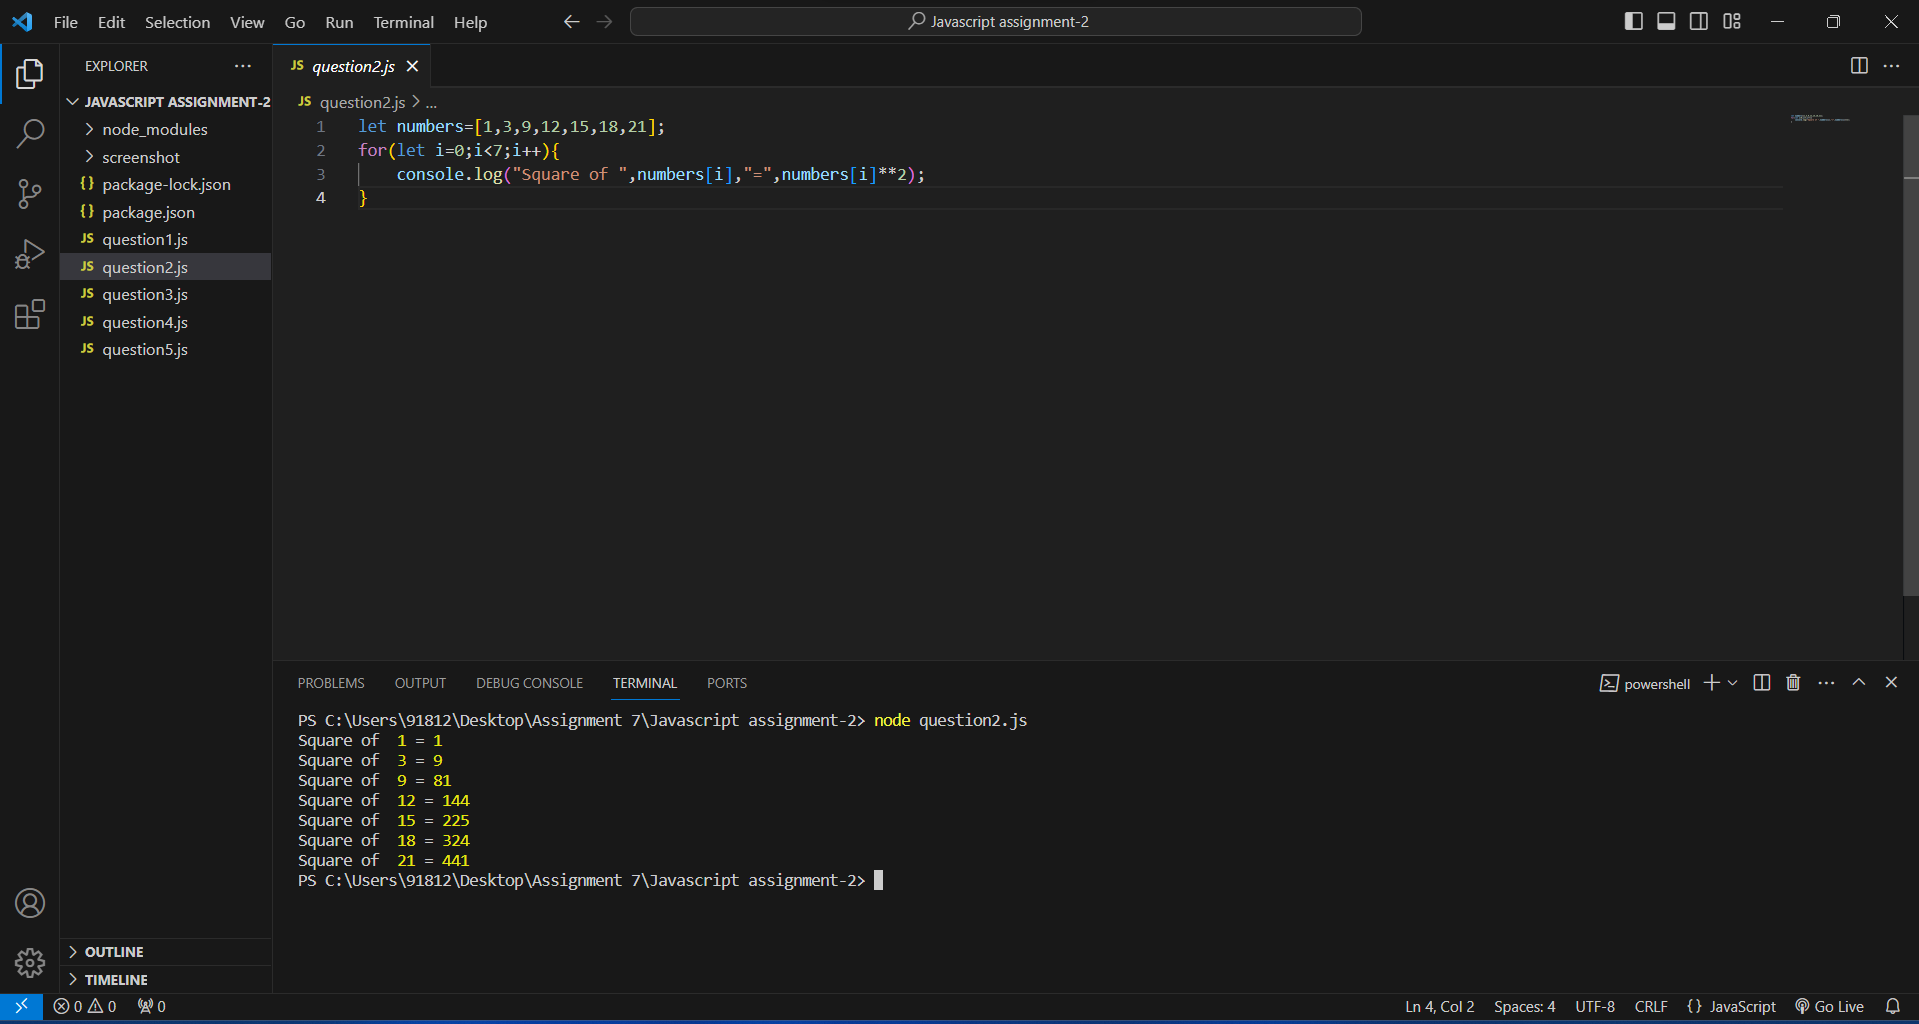 File Edit Selection View Go Run Terminal Help
Javascript assignment-2
EXPLORER
JAVASCRIPT ASSIGNMENT-2
node_modules
screenshot
{} package-lock.json
{} package.json
JS question1.js
JS question2.js
JS question3.js
JS question4.js
JS question5.js
OUTLINE
TIMELINE
JS question2.js
JS question2.js > ...
1 let numbers=[1,3,9,12,15,18,21];
2 for(let i=0;i<7;i++){
3     console.log("Square of ",numbers[i],"=",numbers[i]**2);
4 }
PROBLEMS OUTPUT DEBUG CONSOLE TERMINAL PORTS
powershell
PS C:\Users\91812\Desktop\Assignment 7\Javascript assignment-2> node question2.js
Square of  1 = 1
Square of  3 = 9
Square of  9 = 81
Square of  12 = 144
Square of  15 = 225
Square of  18 = 324
Square of  21 = 441
PS C:\Users\91812\Desktop\Assignment 7\Javascript assignment-2>
0 0 0
Ln 4, Col 2 Spaces: 4 UTF-8 CRLF {} JavaScript Go Live